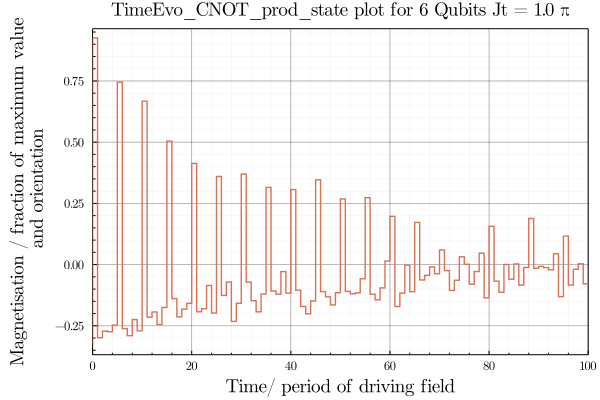 TimeEvo_CNOT_prod_state plot for 6 Qubits Jt = 1.0 π
Magnetisation / fraction of maximum value
and orientation
0.75
0.50
0.25
0.00
−0.25
0 20 40 60 80 100
Time/ period of driving field